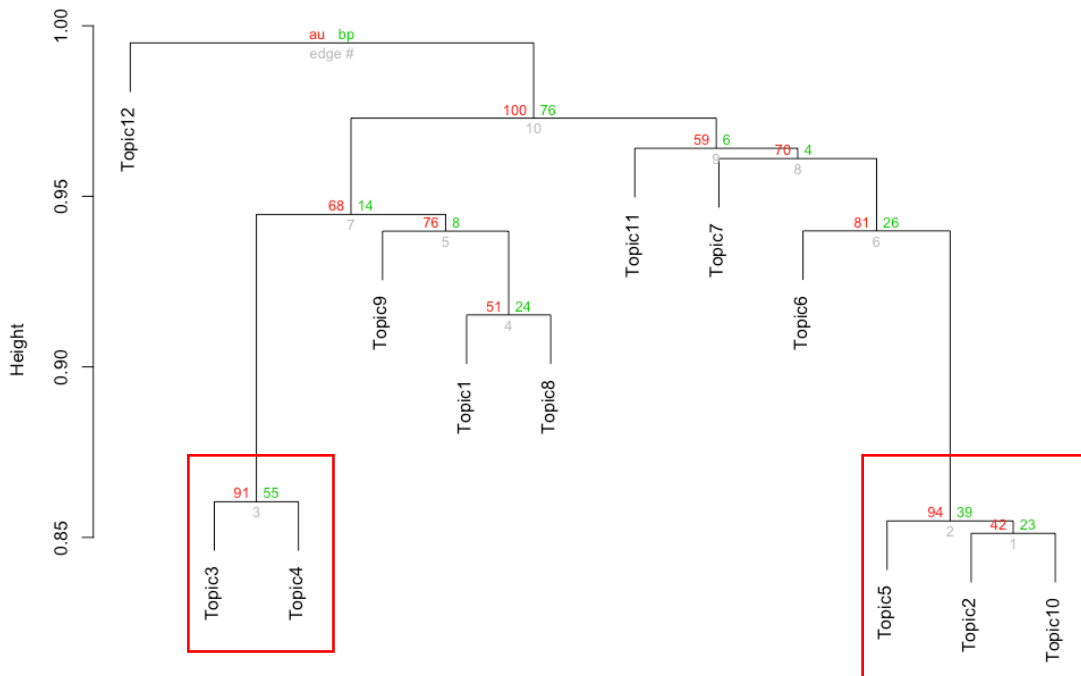 1.00
au bp
edge #
100 76
10
Topic12
59 6
9
70 4
8
0.95
68 14
7
76 8
5
Topic11
Topic7
81 26
6
Topic9
Topic6
51 24
4
Height
0.90
Topic1
Topic8
91 55
3
94 39
2
42 23
1
0.85
Topic3
Topic4
Topic5
Topic2
Topic10